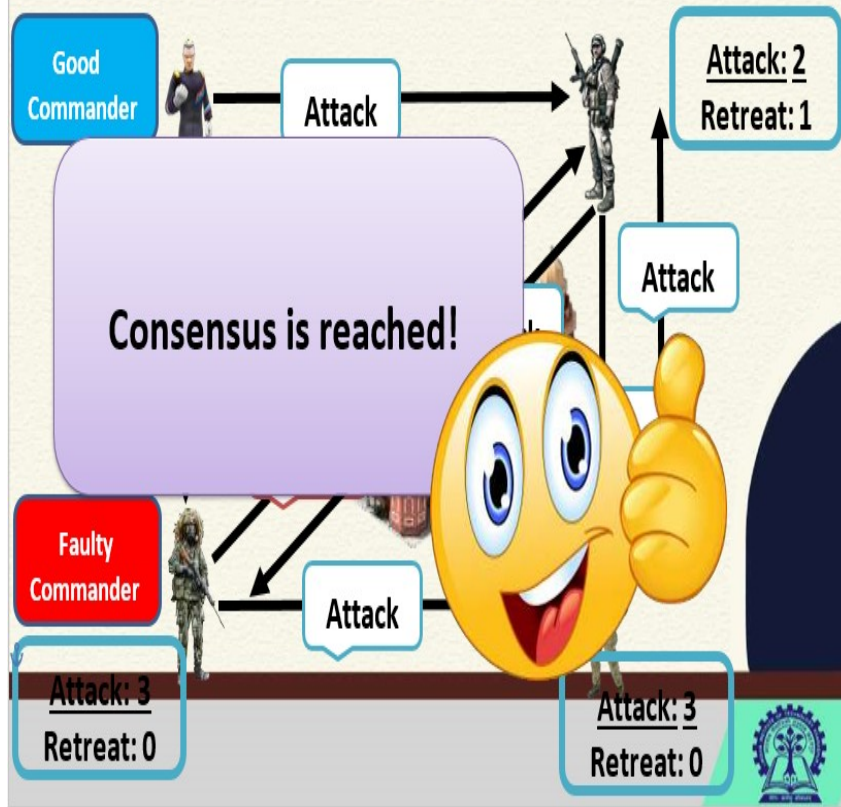 Good
Commander
Attack
Attack: 2
Retreat: 1
Attack
Consensus is reached!
Faulty
Commander
Attack
Attack: 3
Retreat: 0
Attack: 3
Retreat: 0